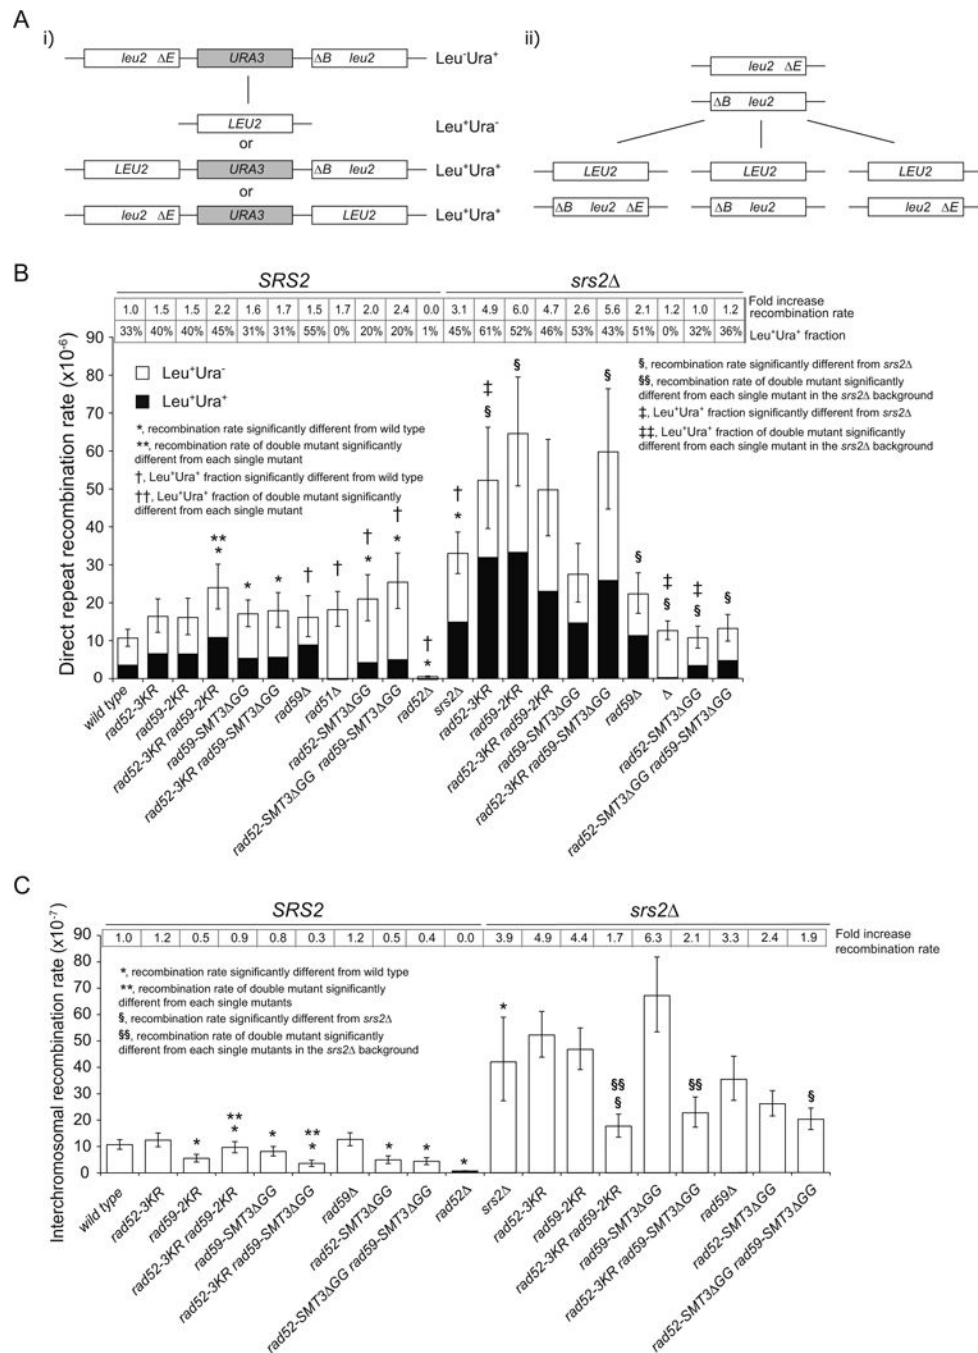 A
i)
leu2 ΔE URA3 ΔB leu2 Leu⁻Ura⁺
LEU2 Leu⁺Ura⁻
or
LEU2 URA3 ΔB leu2 Leu⁺Ura⁺
or
leu2 ΔE URA3 LEU2 Leu⁺Ura⁺
ii)
leu2 ΔE
ΔB leu2
LEU2 LEU2 LEU2
ΔB leu2 ΔE ΔB leu2 leu2 ΔE
B
SRS2 srs2Δ
1.0 1.5 1.5 2.2 1.6 1.7 1.5 1.7 2.0 2.4 0.0 3.1 4.9 6.0 4.7 2.6 5.6 2.1 1.2 1.0 1.2 Fold increase
recombination rate
33% 40% 40% 45% 31% 31% 55% 0% 20% 20% 1% 45% 61% 52% 46% 53% 43% 51% 0% 32% 36% Leu⁺Ura⁺ fraction
Direct repeat recombination rate (x10⁻⁶)
90
80
70
60
50
40
30
20
10
0
Leu⁺Ura⁻
Leu⁺Ura⁺
*, recombination rate significantly different from wild type
**, recombination rate of double mutant significantly
different from each single mutant
†, Leu⁺Ura⁺ fraction significantly different from wild type
††, Leu⁺Ura⁺ fraction of double mutant significantly
different from each single mutant
§, recombination rate significantly different from srs2Δ
§§, recombination rate of double mutant significantly
different from each single mutant in the srs2Δ background
‡, Leu⁺Ura⁺ fraction significantly different from srs2Δ
‡‡, Leu⁺Ura⁺ fraction of double mutant significantly
different from each single mutant in the srs2Δ background
** * * * † † † * † * † * † * ‡ § § § § ‡ § ‡ § §
wild type
rad52-3KR
rad59-2KR
rad52-3KR rad59-2KR
rad59-SMT3ΔGG
rad52-3KR rad59-SMT3ΔGG
rad59Δ
rad51Δ
rad52-SMT3ΔGG
rad52-SMT3ΔGG rad59-SMT3ΔGG
rad52Δ
srs2Δ
rad52-3KR
rad59-2KR
rad52-3KR rad59-2KR
rad59-SMT3ΔGG
rad52-3KR rad59-SMT3ΔGG
rad59Δ
Δ
rad52-SMT3ΔGG
rad52-SMT3ΔGG rad59-SMT3ΔGG
C
SRS2 srs2Δ
1.0 1.2 0.5 0.9 0.8 0.3 1.2 0.5 0.4 0.0 3.9 4.9 4.4 1.7 6.3 2.1 3.3 2.4 1.9 Fold increase
recombination rate
Interchromosomal recombination rate (x10⁻⁷)
90
80
70
60
50
40
30
20
10
0
*, recombination rate significantly different from wild type
**, recombination rate of double mutant significantly
different from each single mutants
§, recombination rate significantly different from srs2Δ
§§, recombination rate of double mutant significantly
different from each single mutants in the srs2Δ background
* ** * * ** * * * * * §§ § §§ §
wild type
rad52-3KR
rad59-2KR
rad52-3KR rad59-2KR
rad59-SMT3ΔGG
rad52-3KR rad59-SMT3ΔGG
rad59Δ
rad52-SMT3ΔGG
rad52-SMT3ΔGG rad59-SMT3ΔGG
rad52Δ
srs2Δ
rad52-3KR
rad59-2KR
rad52-3KR rad59-2KR
rad59-SMT3ΔGG
rad52-3KR rad59-SMT3ΔGG
rad59Δ
rad52-SMT3ΔGG
rad52-SMT3ΔGG rad59-SMT3ΔGG